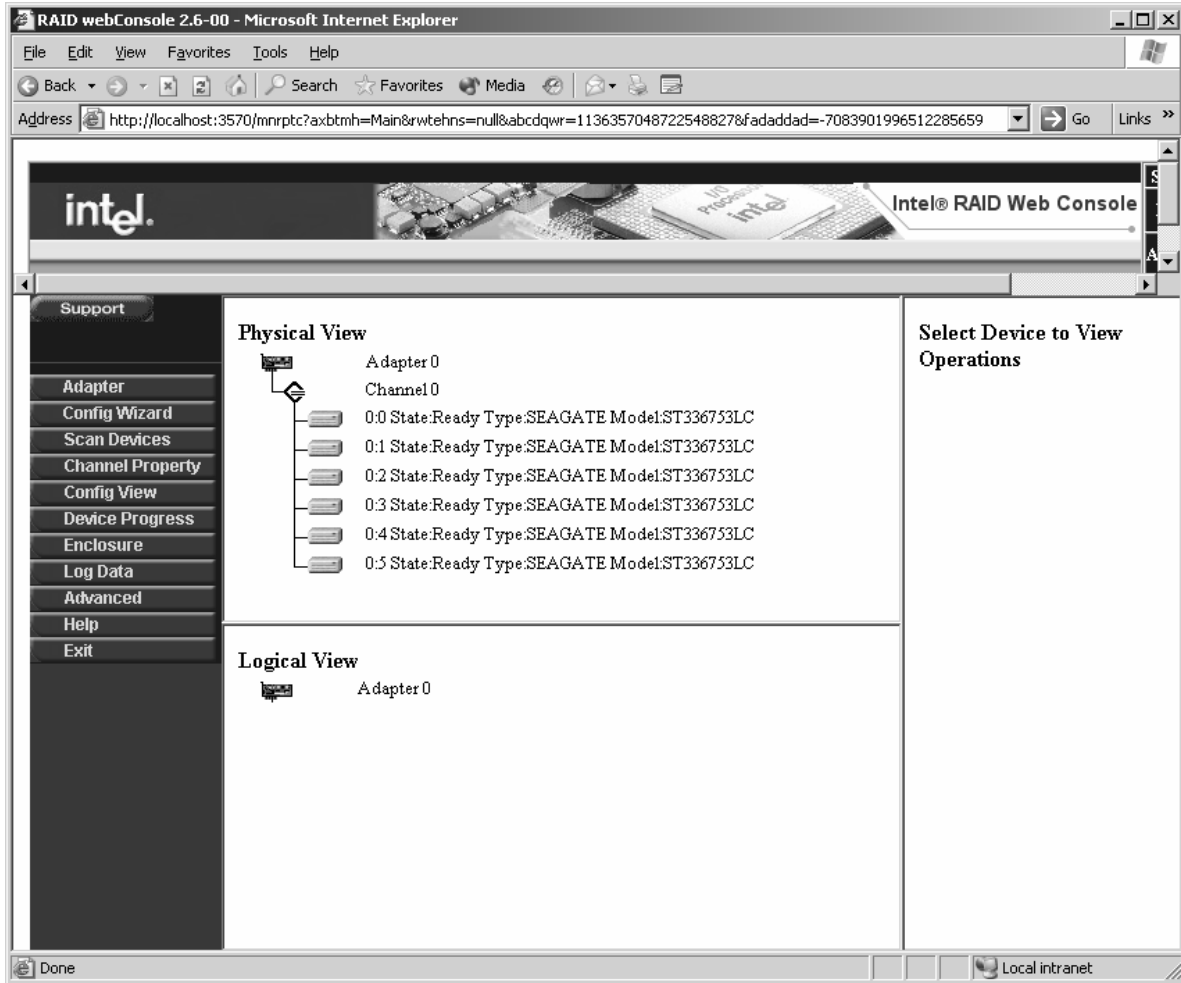 RAID webConsole 2.6-00 - Microsoft Internet Explorer
File Edit View Favorites Tools Help
Back Search Favorites Media
Address http://localhost:3570/mnrptc?axbtmh=Main&rwtehns=null&abcdqwr=1136357048722548827&fadaddad=-7083901996512285659 Go Links »
intel.
I/O Processor
intel
Intel® RAID Web Console
S
A
Support
Adapter
Config Wizard
Scan Devices
Channel Property
Config View
Device Progress
Enclosure
Log Data
Advanced
Help
Exit
Physical View
Adapter 0
Channel 0
0:0 State:Ready Type:SEAGATE Model:ST336753LC
0:1 State:Ready Type:SEAGATE Model:ST336753LC
0:2 State:Ready Type:SEAGATE Model:ST336753LC
0:3 State:Ready Type:SEAGATE Model:ST336753LC
0:4 State:Ready Type:SEAGATE Model:ST336753LC
0:5 State:Ready Type:SEAGATE Model:ST336753LC
Logical View
Adapter 0
Select Device to View
Operations
Done
Local intranet